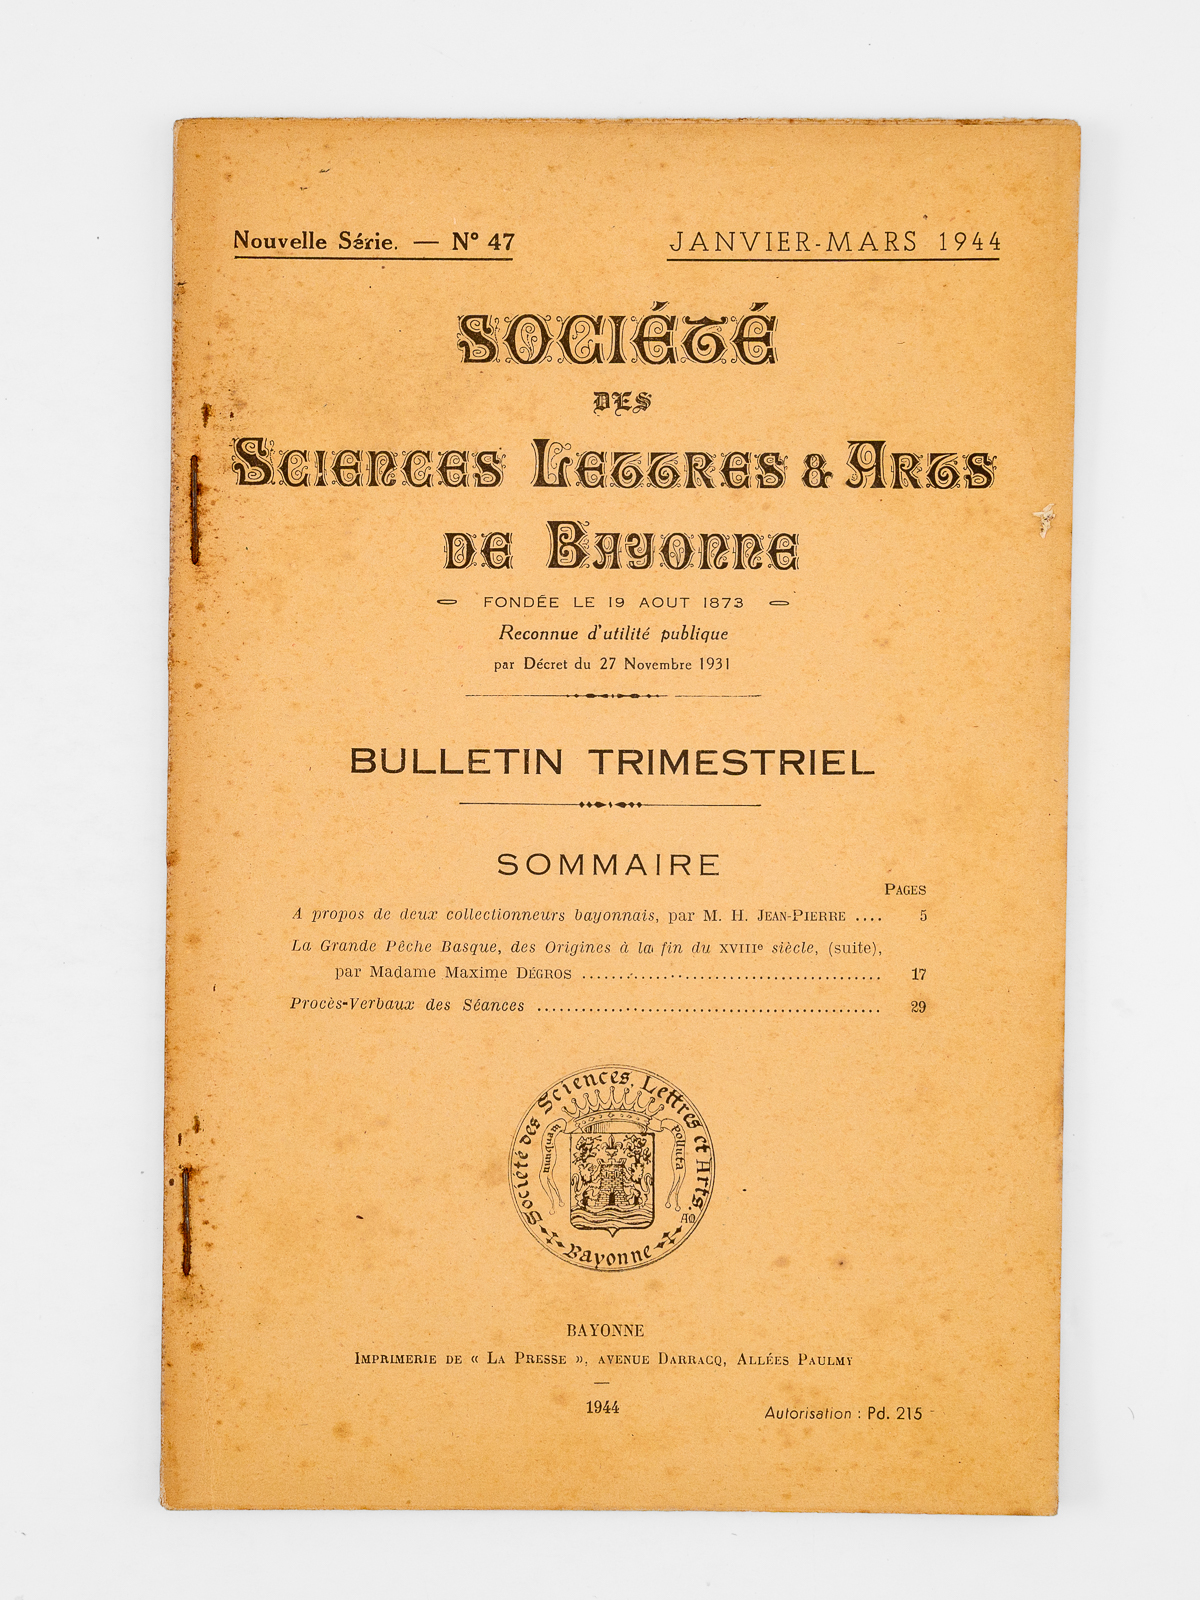 Nouvelle Série. — N° 47
JANVIER-MARS 1944
SOCIÉTÉ
DES
SCIENCES LETTRES & ARTS
DE BAYONNE
FONDÉE LE 19 AOUT 1873
Reconnue d'utilité publique
par Décret du 27 Novembre 1931
BULLETIN TRIMESTRIEL
SOMMAIRE
PAGES
A propos de deux collectionneurs bayonnais, par M. H. JEAN-PIERRE .... 5
La Grande Pêche Basque, des Origines à la fin du XVIIIe siècle, (suite),
par Madame Maxime DÉGROS ........................................ 17
Procès-Verbaux des Séances ............................................... 29
Société des Sciences, Lettres et Arts.
nunquam polluta
AQ
Bayonne
BAYONNE
IMPRIMERIE DE « LA PRESSE », AVENUE DARRACQ, ALLÉES PAULMY
—
1944
Autorisation : Pd. 215